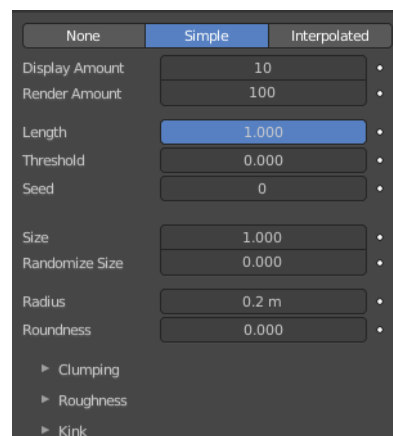 None Simple Interpolated
Display Amount 10
Render Amount 100
Length 1.000
Threshold 0.000
Seed 0
Size 1.000
Randomize Size 0.000
Radius 0.2 m
Roundness 0.000
Clumping
Roughness
Kink